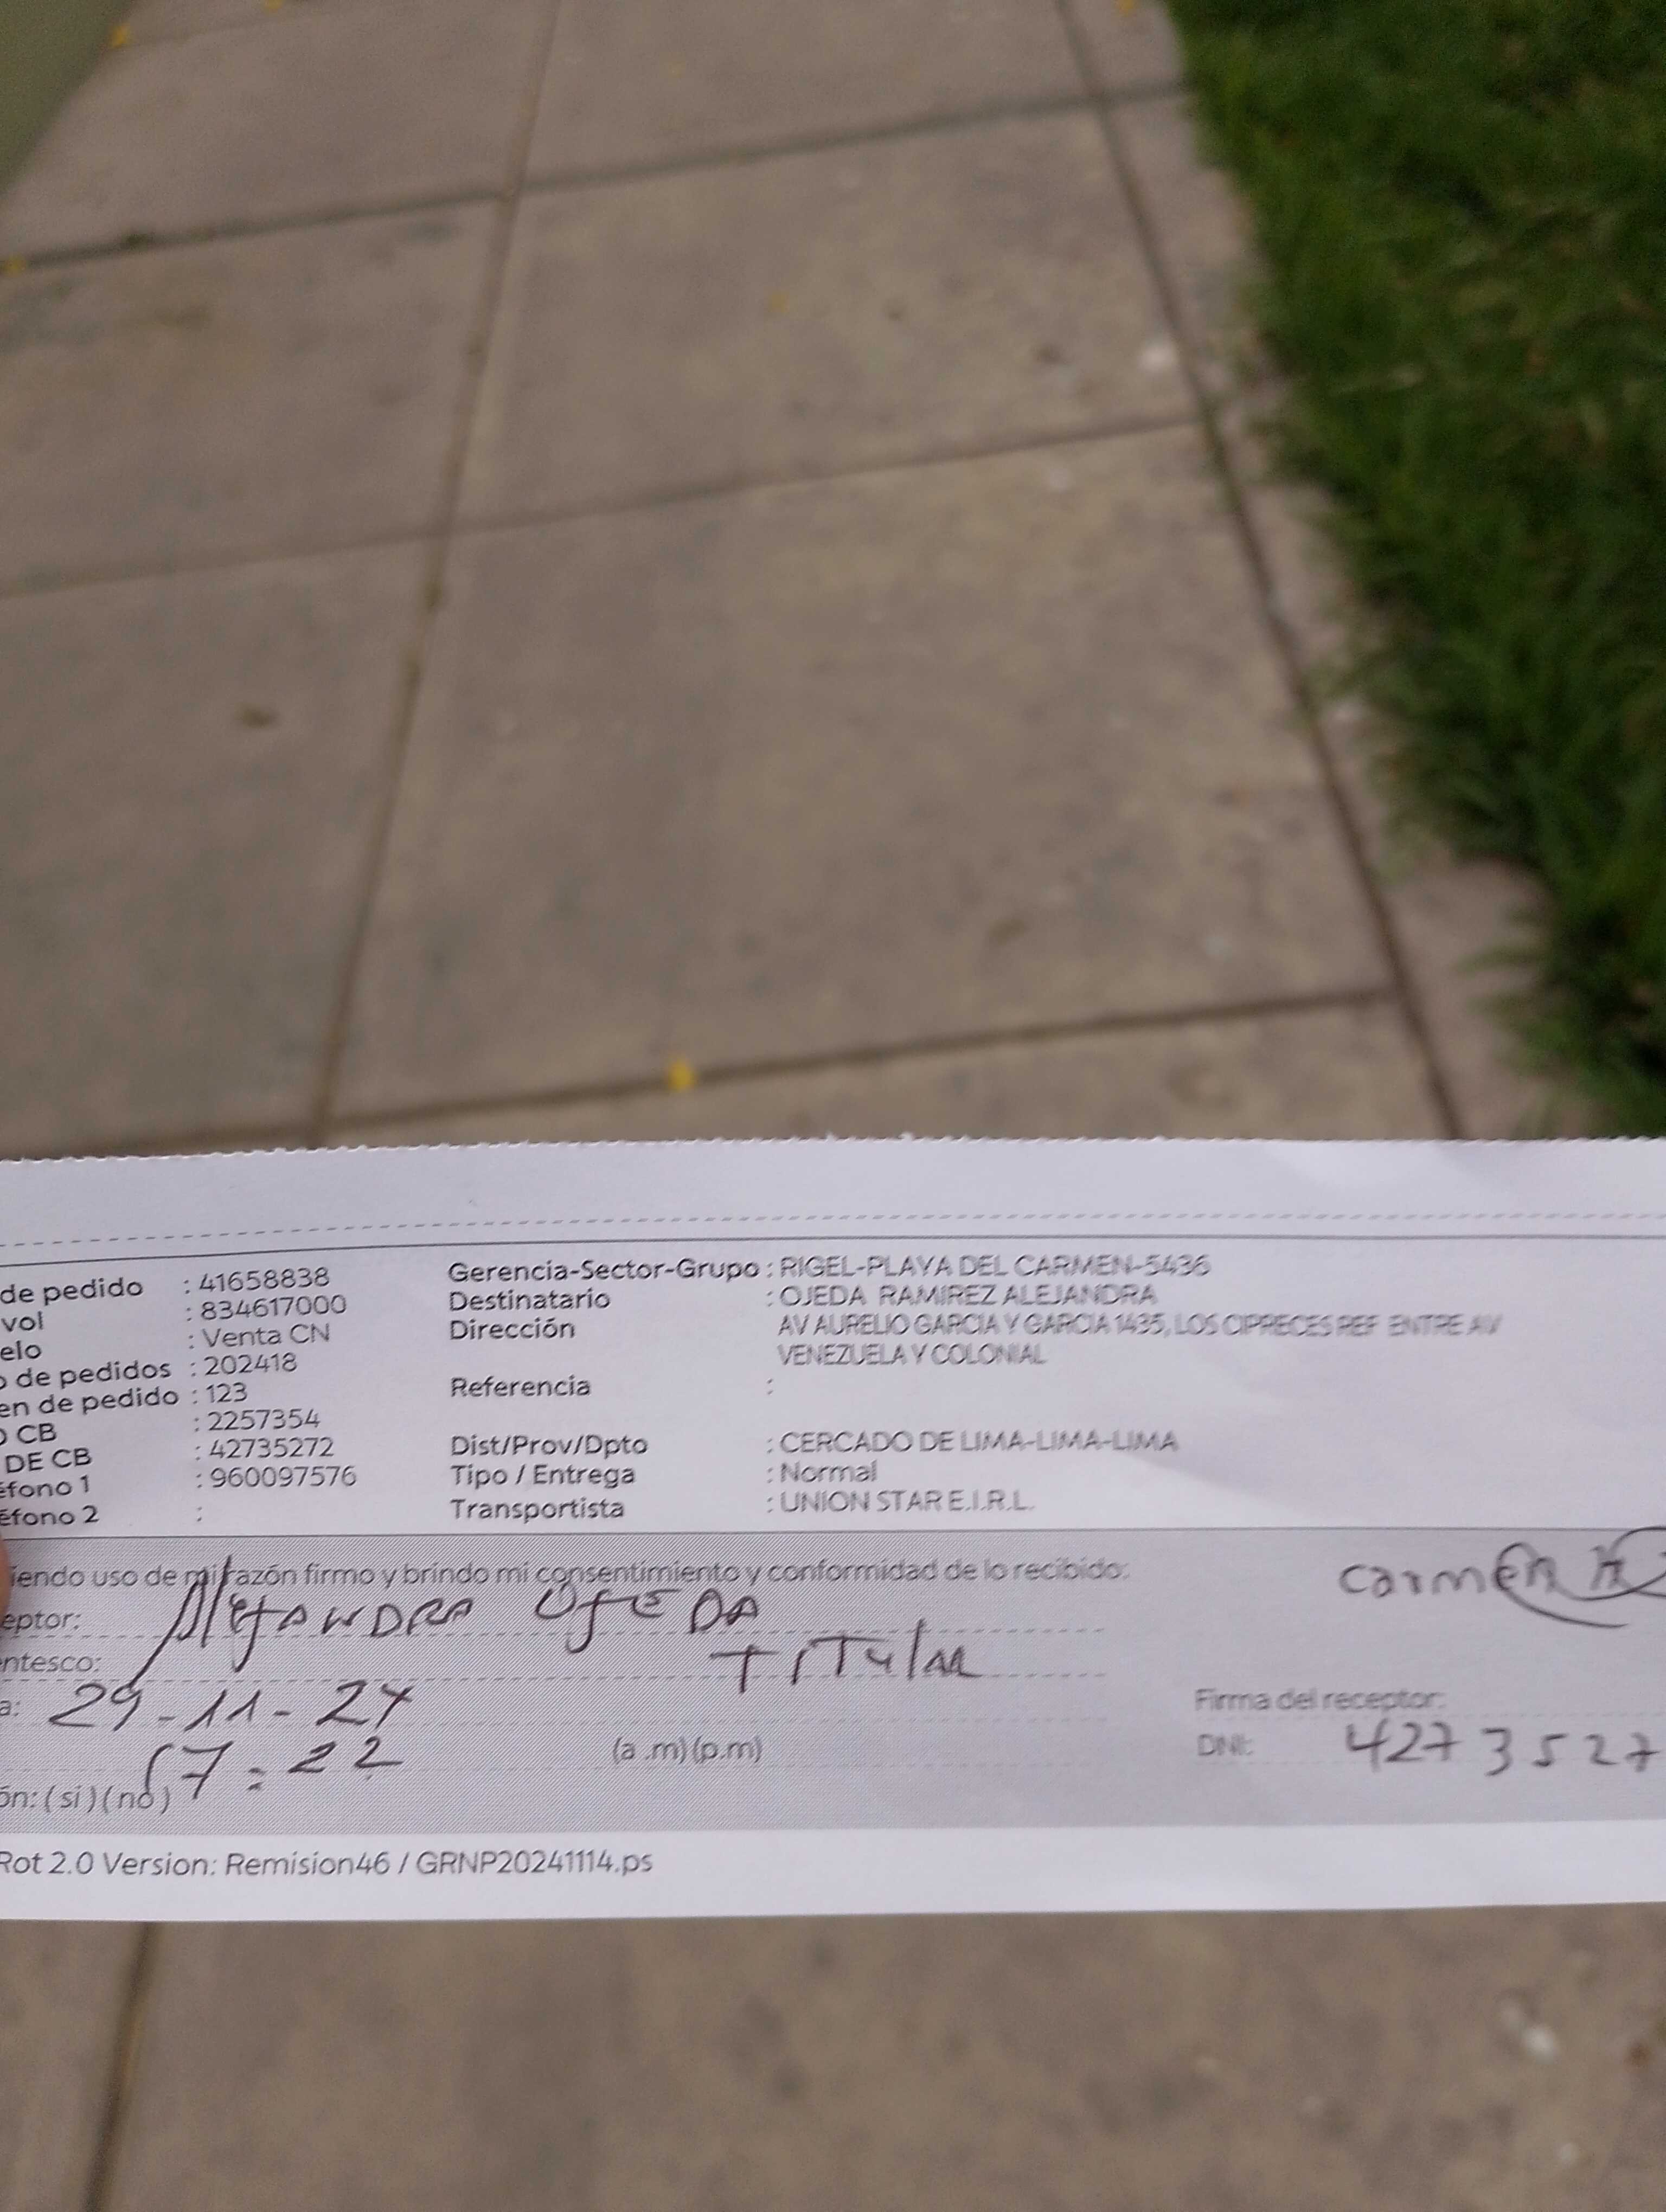 de pedido : 41658838
vol : 834617000
elo : Venta CN
o de pedidos : 202418
en de pedido : 123
o CB : 2257354
DE CB : 42735272
éfono 1 : 960097576
éfono 2 :
Gerencia-Sector-Grupo : RIGEL-PLAYA DEL CARMEN-5436
Destinatario : OJEDA RAMIREZ ALEJANDRA
Dirección AV AURELIO GARCIA Y GARCIA 1435, LOS CIPRECES REF ENTRE AV
VENEZUELA Y COLONIAL
Referencia :
Dist/Prov/Dpto : CERCADO DE LIMA-LIMA-LIMA
Tipo / Entrega : Normal
Transportista : UNION STAR E.I.R.L.
iendo uso de mi razón firmo y brindo mi consentimiento y conformidad de lo recibido:
eptor: AlejANDRA OJEDA
ntesco: TiTulAR
a: 29-11-24
17:22 (a .m) (p.m)
ón: ( si ) ( no )
carmen
Firma del receptor:
DNI: 4273527
Rot 2.0 Version: Remision46 / GRNP20241114.ps